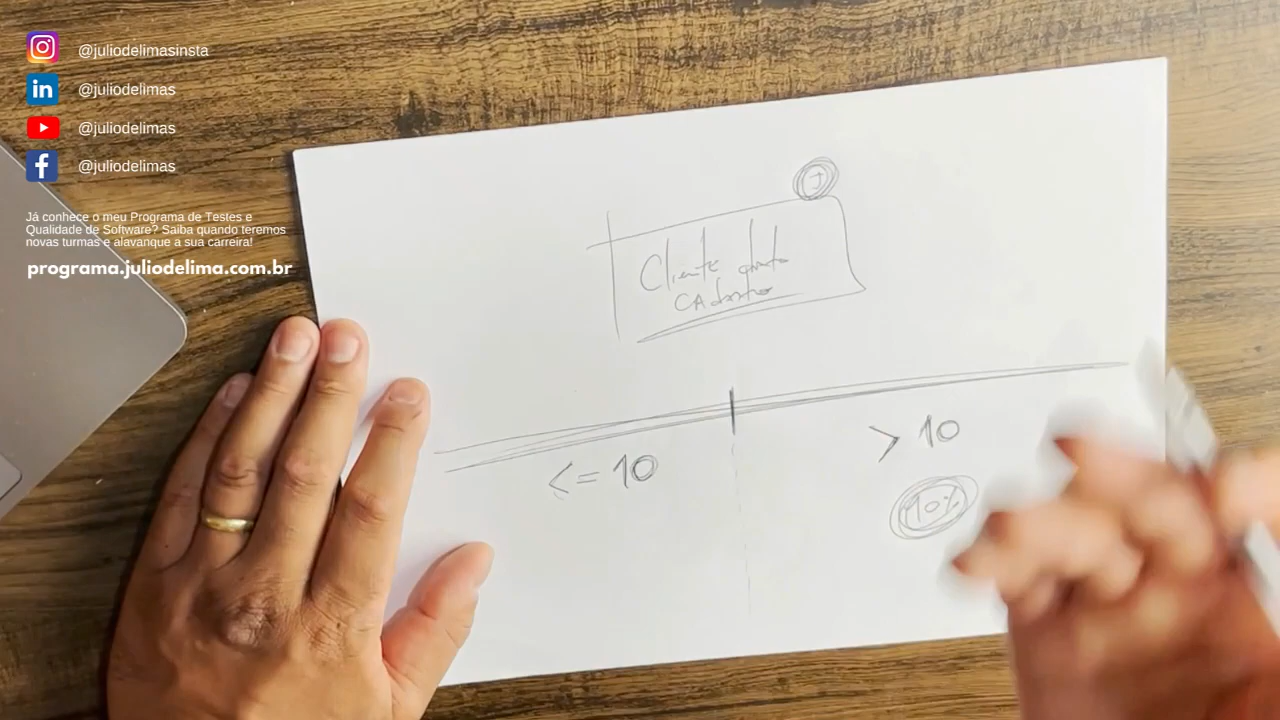 @juliodelimasinsta
@juliodelimas
@juliodelimas
@juliodelimas
Já conhece o meu Programa de Testes e
Qualidade de Software? Saiba quando teremos
novas turmas e alavanque a sua carreira!
programa.juliodelima.com.br
Cliente
CAdastro
<= 10
> 10
10%